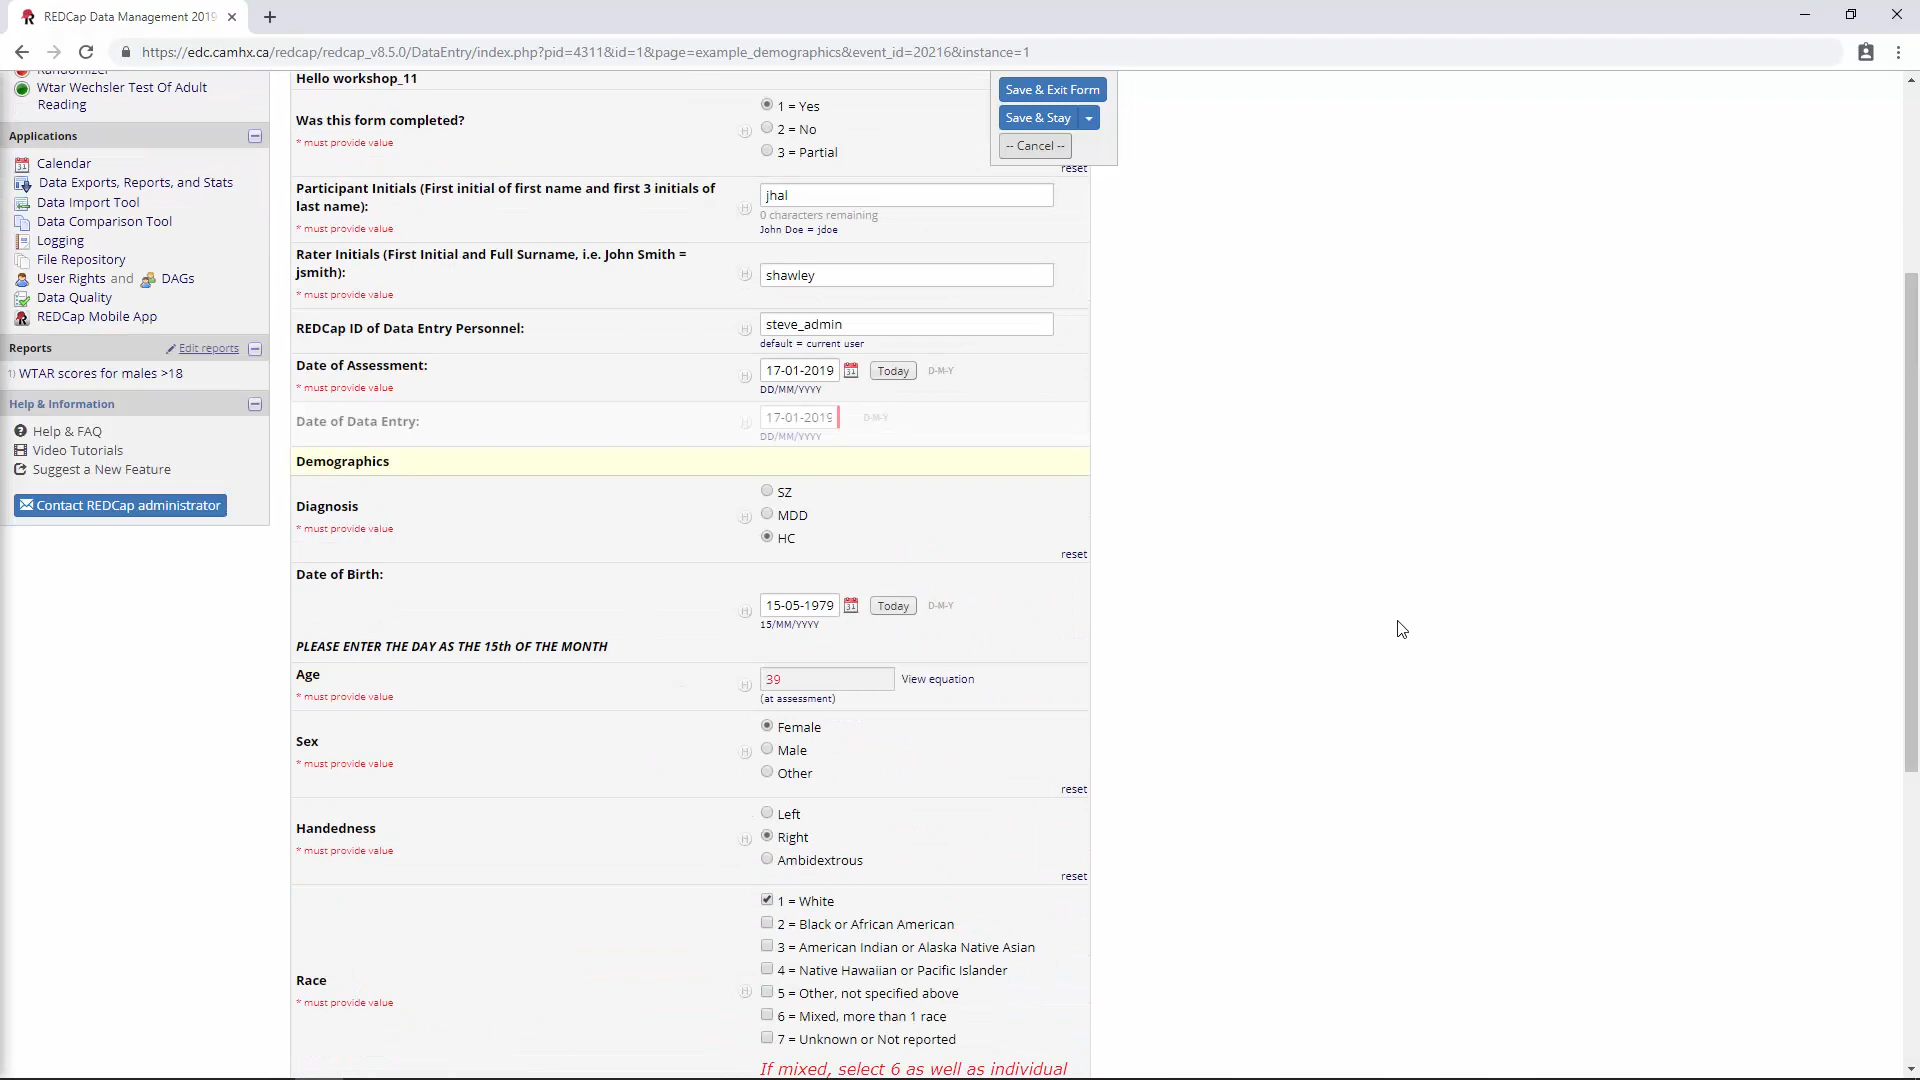 REDCap Data Management 2019
https://edc.camhx.ca/redcap/redcap_v8.5.0/DataEntry/index.php?pid=4311&id=1&page=example_demographics&event_id=20216&instance=1
Randomizer
Wtar Wechsler Test Of Adult
Reading
Applications
Calendar
Data Exports, Reports, and Stats
Data Import Tool
Data Comparison Tool
Logging
File Repository
User Rights and DAGs
Data Quality
REDCap Mobile App
Reports Edit reports
1) WTAR scores for males >18
Help & Information
Help & FAQ
Video Tutorials
Suggest a New Feature
Contact REDCap administrator
Hello workshop_11
Save & Exit Form
Save & Stay
-- Cancel --
Was this form completed?
* must provide value
1 = Yes
2 = No
3 = Partial
reset
Participant Initials (First initial of first name and first 3 initials of
last name):
* must provide value
jhal
0 characters remaining
John Doe = jdoe
Rater Initials (First Initial and Full Surname, i.e. John Smith =
jsmith):
* must provide value
shawley
REDCap ID of Data Entry Personnel:
steve_admin
default = current user
Date of Assessment:
* must provide value
17-01-2019 31 Today D-M-Y
DD/MM/YYYY
Date of Data Entry:
17-01-2019 D-M-Y
DD/MM/YYYY
Demographics
Diagnosis
* must provide value
SZ
MDD
HC
reset
Date of Birth:
15-05-1979 31 Today D-M-Y
15/MM/YYYY
PLEASE ENTER THE DAY AS THE 15th OF THE MONTH
Age
* must provide value
39 View equation
(at assessment)
Sex
* must provide value
Female
Male
Other
reset
Handedness
* must provide value
Left
Right
Ambidextrous
reset
Race
* must provide value
1 = White
2 = Black or African American
3 = American Indian or Alaska Native Asian
4 = Native Hawaiian or Pacific Islander
5 = Other, not specified above
6 = Mixed, more than 1 race
7 = Unknown or Not reported
If mixed, select 6 as well as individual